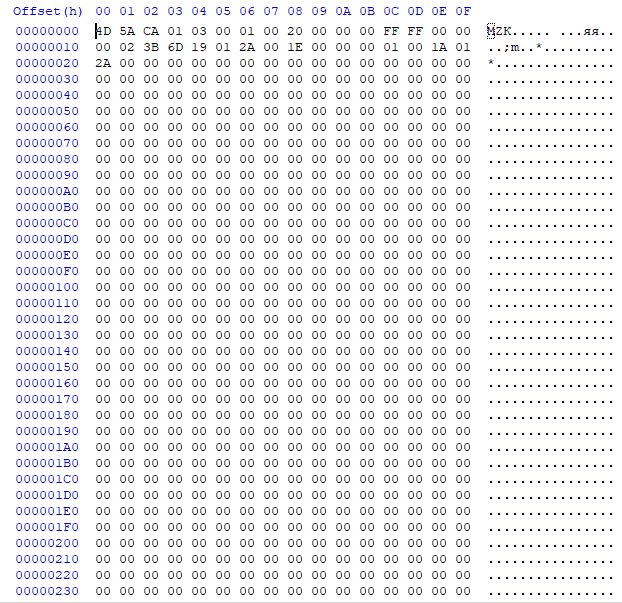 Offset(h) 00 01 02 03 04 05 06 07 08 09 0A 0B 0C 0D 0E 0F
00000000 4D 5A CA 01 03 00 01 00 20 00 00 00 FF FF 00 00 MZК..... ...яя..
00000010 00 02 3B 6D 19 01 2A 00 1E 00 00 00 01 00 1A 01 ..;m..*.........
00000020 2A 00 00 00 00 00 00 00 00 00 00 00 00 00 00 00 *...............
00000030 00 00 00 00 00 00 00 00 00 00 00 00 00 00 00 00 ................
00000040 00 00 00 00 00 00 00 00 00 00 00 00 00 00 00 00 ................
00000050 00 00 00 00 00 00 00 00 00 00 00 00 00 00 00 00 ................
00000060 00 00 00 00 00 00 00 00 00 00 00 00 00 00 00 00 ................
00000070 00 00 00 00 00 00 00 00 00 00 00 00 00 00 00 00 ................
00000080 00 00 00 00 00 00 00 00 00 00 00 00 00 00 00 00 ................
00000090 00 00 00 00 00 00 00 00 00 00 00 00 00 00 00 00 ................
000000A0 00 00 00 00 00 00 00 00 00 00 00 00 00 00 00 00 ................
000000B0 00 00 00 00 00 00 00 00 00 00 00 00 00 00 00 00 ................
000000C0 00 00 00 00 00 00 00 00 00 00 00 00 00 00 00 00 ................
000000D0 00 00 00 00 00 00 00 00 00 00 00 00 00 00 00 00 ................
000000E0 00 00 00 00 00 00 00 00 00 00 00 00 00 00 00 00 ................
000000F0 00 00 00 00 00 00 00 00 00 00 00 00 00 00 00 00 ................
00000100 00 00 00 00 00 00 00 00 00 00 00 00 00 00 00 00 ................
00000110 00 00 00 00 00 00 00 00 00 00 00 00 00 00 00 00 ................
00000120 00 00 00 00 00 00 00 00 00 00 00 00 00 00 00 00 ................
00000130 00 00 00 00 00 00 00 00 00 00 00 00 00 00 00 00 ................
00000140 00 00 00 00 00 00 00 00 00 00 00 00 00 00 00 00 ................
00000150 00 00 00 00 00 00 00 00 00 00 00 00 00 00 00 00 ................
00000160 00 00 00 00 00 00 00 00 00 00 00 00 00 00 00 00 ................
00000170 00 00 00 00 00 00 00 00 00 00 00 00 00 00 00 00 ................
00000180 00 00 00 00 00 00 00 00 00 00 00 00 00 00 00 00 ................
00000190 00 00 00 00 00 00 00 00 00 00 00 00 00 00 00 00 ................
000001A0 00 00 00 00 00 00 00 00 00 00 00 00 00 00 00 00 ................
000001B0 00 00 00 00 00 00 00 00 00 00 00 00 00 00 00 00 ................
000001C0 00 00 00 00 00 00 00 00 00 00 00 00 00 00 00 00 ................
000001D0 00 00 00 00 00 00 00 00 00 00 00 00 00 00 00 00 ................
000001E0 00 00 00 00 00 00 00 00 00 00 00 00 00 00 00 00 ................
000001F0 00 00 00 00 00 00 00 00 00 00 00 00 00 00 00 00 ................
00000200 00 00 00 00 00 00 00 00 00 00 00 00 00 00 00 00 ................
00000210 00 00 00 00 00 00 00 00 00 00 00 00 00 00 00 00 ................
00000220 00 00 00 00 00 00 00 00 00 00 00 00 00 00 00 00 ................
00000230 00 00 00 00 00 00 00 00 00 00 00 00 00 00 00 00 ................